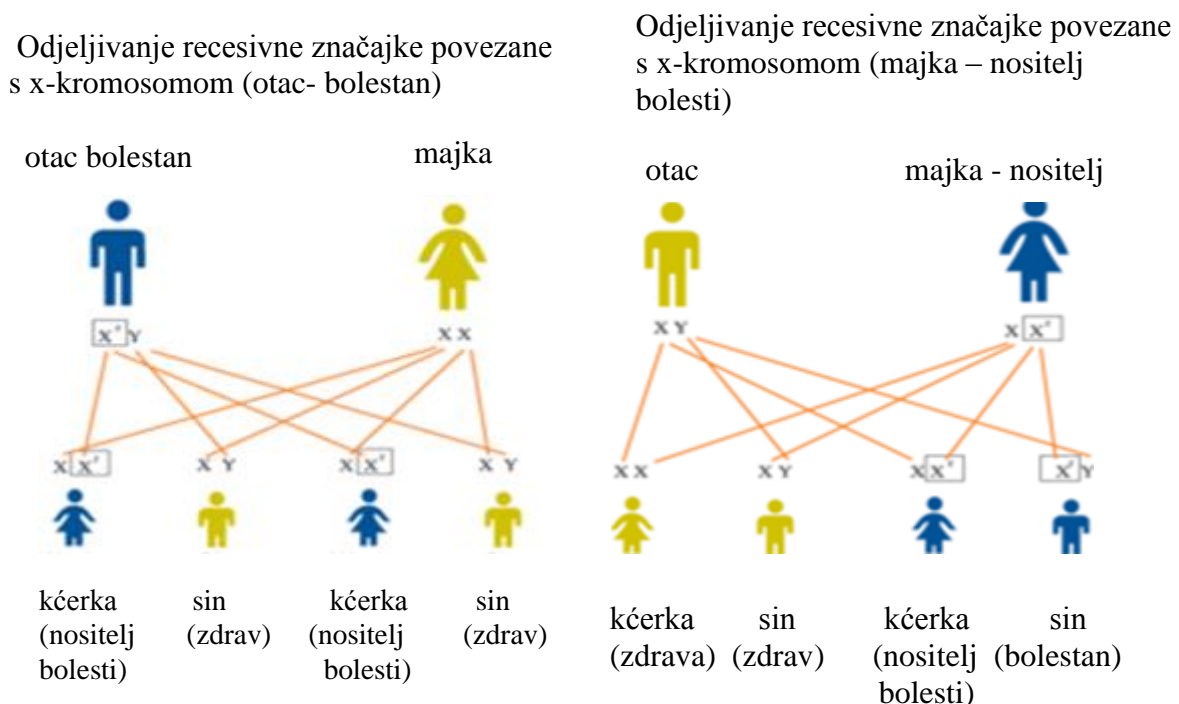 Odjeljivanje recesivne značajke povezane
s x-kromosomom (otac- bolestan)
otac bolestan
majka
X' Y
X X
X X'
X Y
X X'
X Y
kćerka
(nositelj
bolesti)
sin
(zdrav)
kćerka
(nositelj
bolesti)
sin
(zdrav)
Odjeljivanje recesivne značajke povezane
s x-kromosomom (majka – nositelj
bolesti)
otac
majka - nositelj
X Y
X X'
X X
X Y
X X'
X' Y
kćerka
(zdrava)
sin
(zdrav)
kćerka
(nositelj
bolesti)
sin
(bolestan)